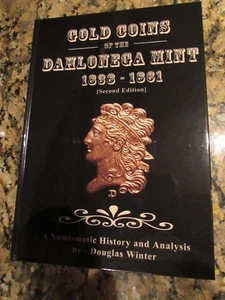 GOLD COINS
OF THE
DAHLONEGA MINT
1838 - 1861
[Second Edition]
D
A Numismatic History and Analysis
by - Douglas Winter